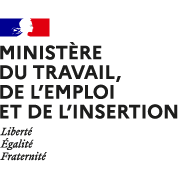 MINISTÈRE
DU TRAVAIL,
DE L'EMPLOI
ET DE L'INSERTION
Liberté
Égalité
Fraternité